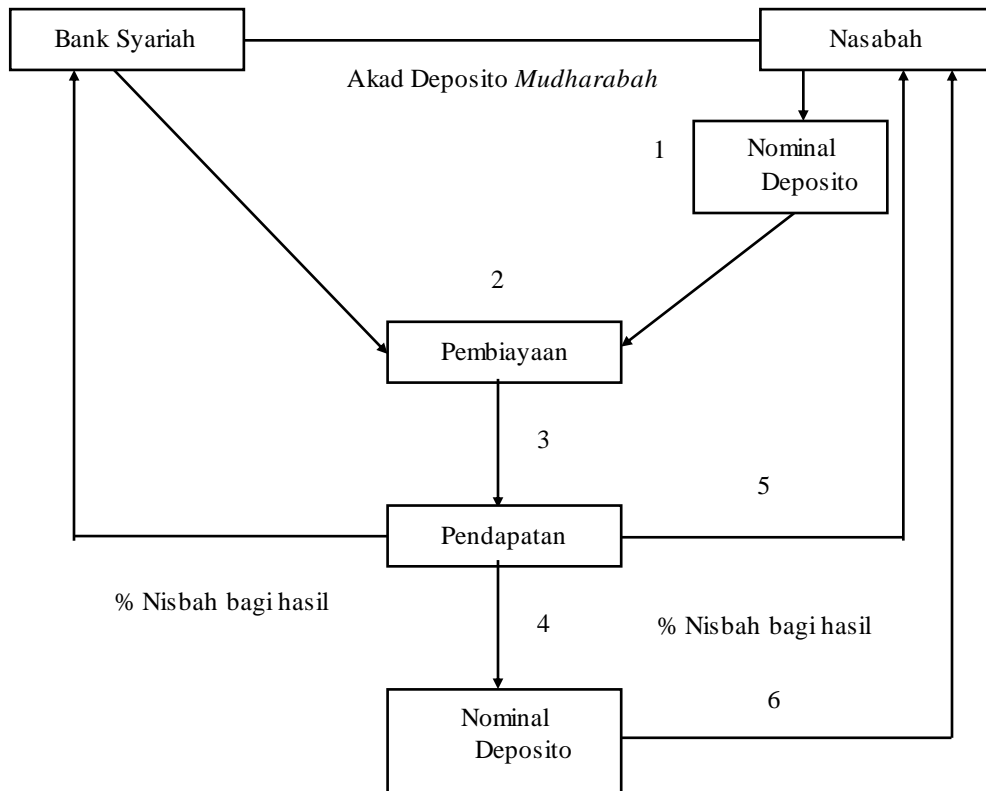 Bank Syariah
Nasabah
Akad Deposito Mudharabah
1
Nominal
Deposito
2
Pembiayaan
3
5
Pendapatan
% Nisbah bagi hasil
4
% Nisbah bagi hasil
6
Nominal
Deposito